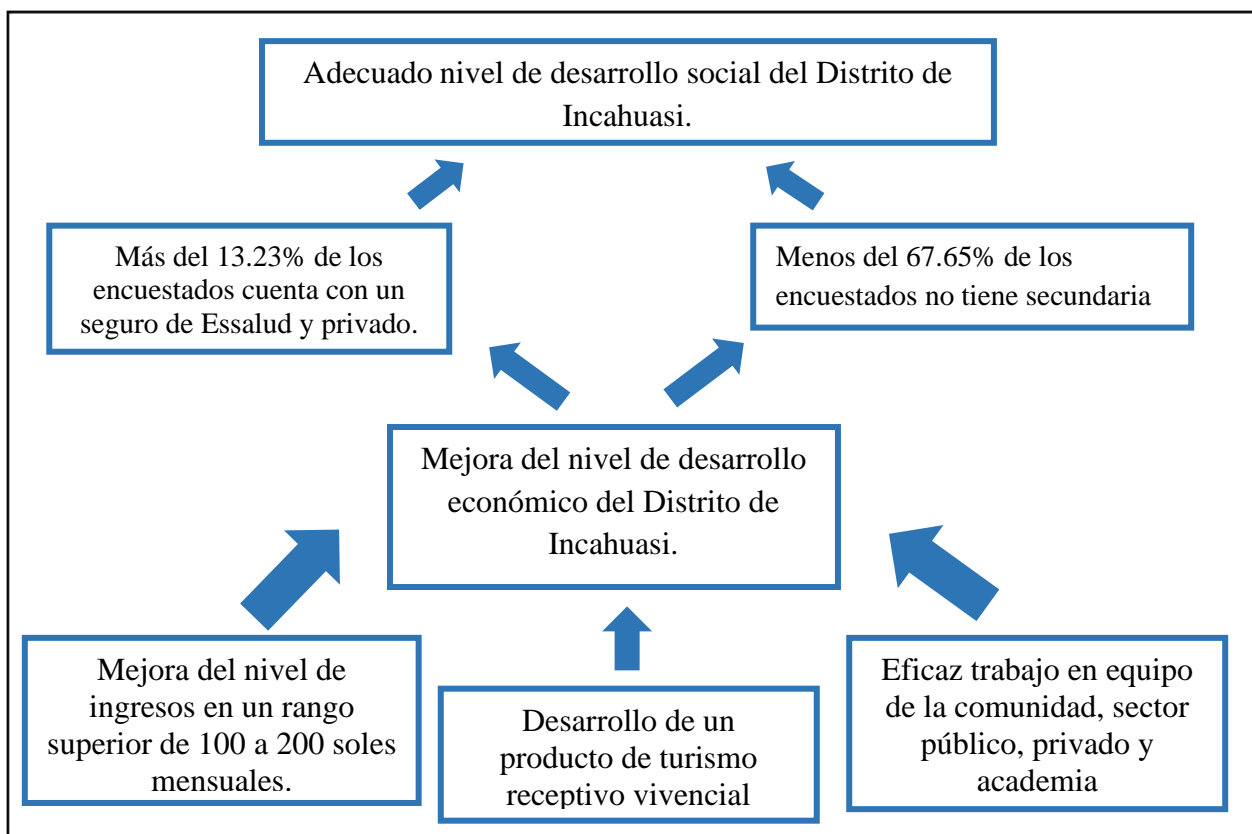 Adecuado nivel de desarrollo social del Distrito de
Incahuasi.
Más del 13.23% de los
encuestados cuenta con un
seguro de Essalud y privado.
Menos del 67.65% de los
encuestados no tiene secundaria
Mejora del nivel de desarrollo
económico del Distrito de
Incahuasi.
Mejora del nivel de
ingresos en un rango
superior de 100 a 200 soles
mensuales.
Desarrollo de un
producto de turismo
receptivo vivencial
Eficaz trabajo en equipo
de la comunidad, sector
público, privado y
academia